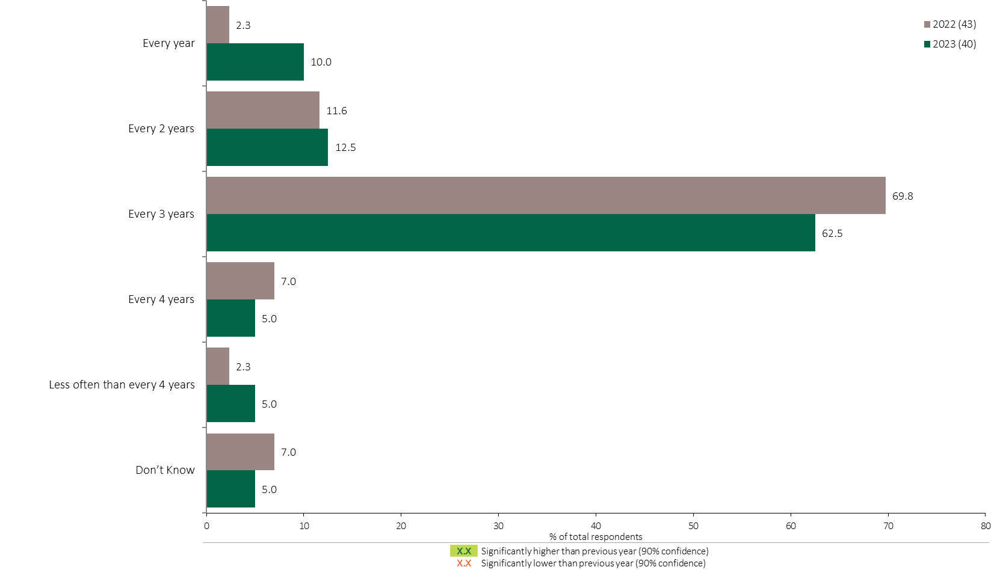 2022 (43)
2023 (40)
Every year
2.3
10.0
Every 2 years
11.6
12.5
Every 3 years
69.8
62.5
Every 4 years
7.0
5.0
Less often than every 4 years
2.3
5.0
Don’t Know
7.0
5.0
0 10 20 30 40 50 60 70 80
% of total respondents
X.X Significantly higher than previous year (90% confidence)
X.X Significantly lower than previous year (90% confidence)